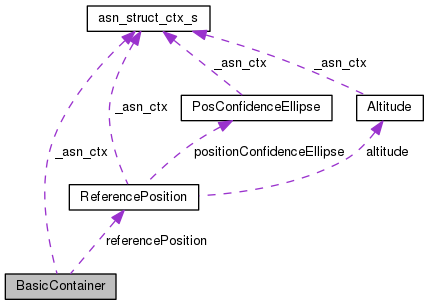 asn_struct_ctx_s
_asn_ctx
_asn_ctx
_asn_ctx
PosConfidenceEllipse
Altitude
_asn_ctx
positionConfidenceEllipse
altitude
ReferencePosition
referencePosition
BasicContainer